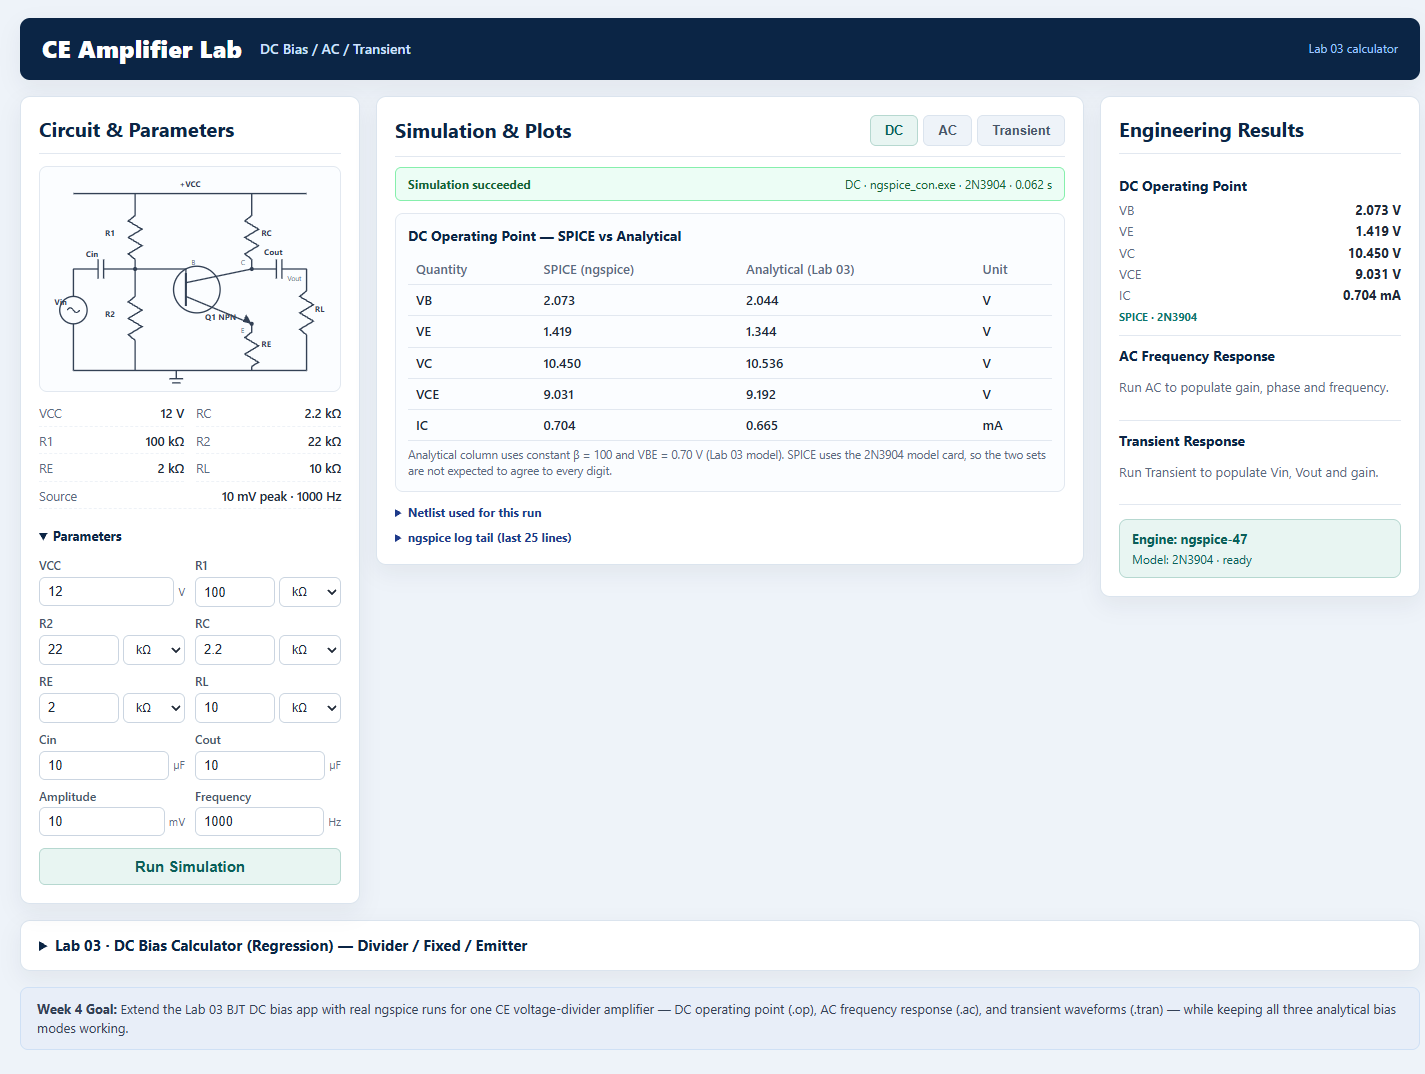 CE Amplifier Lab DC Bias / AC / Transient Lab 03 calculator
Circuit & Parameters
+VCC
R1
RC
Cin
Cout
B
C
Vout
Vin
R2
Q1 NPN
RL
E
RE
VCC 12 V RC 2.2 kΩ
R1 100 kΩ R2 22 kΩ
RE 2 kΩ RL 10 kΩ
Source 10 mV peak · 1000 Hz
▼ Parameters
VCC R1
12 V 100 kΩ
R2 RC
22 kΩ 2.2 kΩ
RE RL
2 kΩ 10 kΩ
Cin Cout
10 µF 10 µF
Amplitude Frequency
10 mV 1000 Hz
Run Simulation
Simulation & Plots DC AC Transient
Simulation succeeded DC · ngspice_con.exe · 2N3904 · 0.062 s
DC Operating Point — SPICE vs Analytical
Quantity SPICE (ngspice) Analytical (Lab 03) Unit
VB 2.073 2.044 V
VE 1.419 1.344 V
VC 10.450 10.536 V
VCE 9.031 9.192 V
IC 0.704 0.665 mA
Analytical column uses constant β = 100 and VBE = 0.70 V (Lab 03 model). SPICE uses the 2N3904 model card, so the two sets
are not expected to agree to every digit.
▶ Netlist used for this run
▶ ngspice log tail (last 25 lines)
Engineering Results
DC Operating Point
VB 2.073 V
VE 1.419 V
VC 10.450 V
VCE 9.031 V
IC 0.704 mA
SPICE · 2N3904
AC Frequency Response
Run AC to populate gain, phase and frequency.
Transient Response
Run Transient to populate Vin, Vout and gain.
Engine: ngspice-47
Model: 2N3904 · ready
▶ Lab 03 · DC Bias Calculator (Regression) — Divider / Fixed / Emitter
Week 4 Goal: Extend the Lab 03 BJT DC bias app with real ngspice runs for one CE voltage-divider amplifier — DC operating point (.op), AC frequency response (.ac), and transient waveforms (.tran) — while keeping all three analytical bias
modes working.